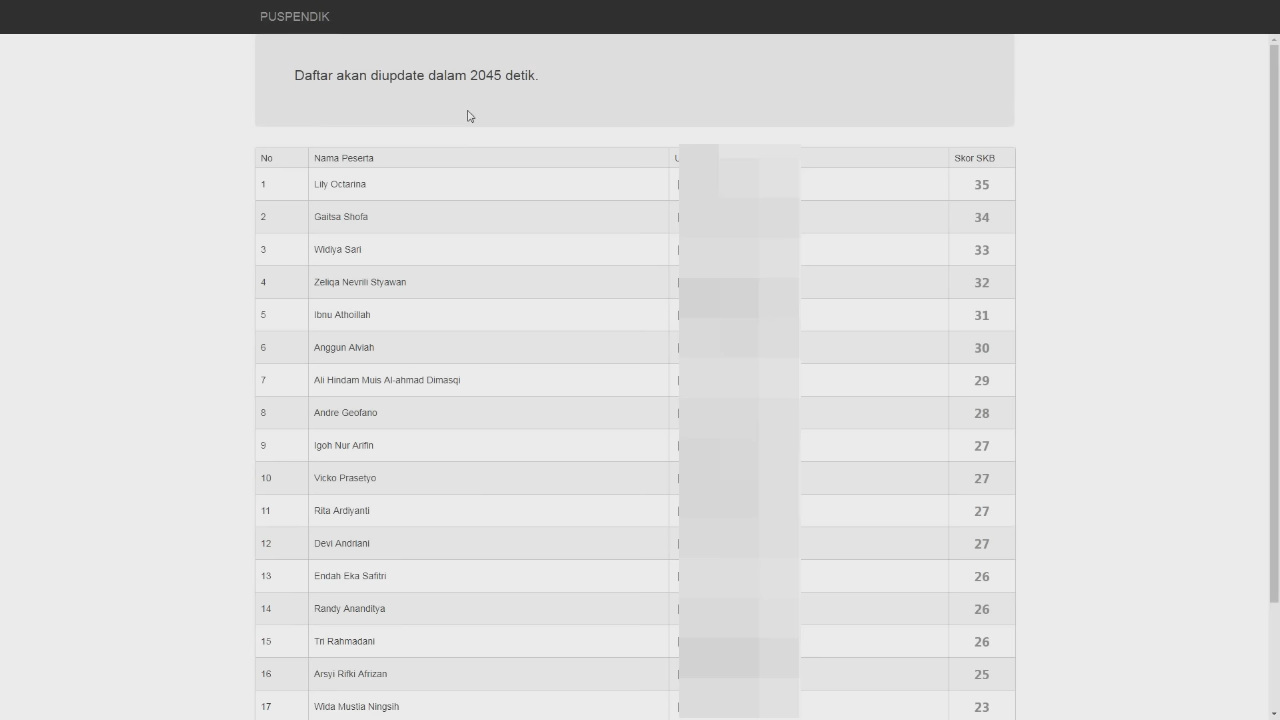 PUSPENDIK
Daftar akan diupdate dalam 2045 detik.
No Nama Peserta Skor SKB
1 Lily Octarina 35
2 Gaitsa Shofa 34
3 Widiya Sari 33
4 Zeliqa Nevrili Styawan 32
5 Ibnu Athoillah 31
6 Anggun Alviah 30
7 Ali Hindam Muis Al-ahmad Dimasqi 29
8 Andre Geofano 28
9 Igoh Nur Arifin 27
10 Vicko Prasetyo 27
11 Rita Ardiyanti 27
12 Devi Andriani 27
13 Endah Eka Safitri 26
14 Randy Ananditya 26
15 Tri Rahmadani 26
16 Arsyi Rifki Afrizan 25
17 Wida Mustia Ningsih 23